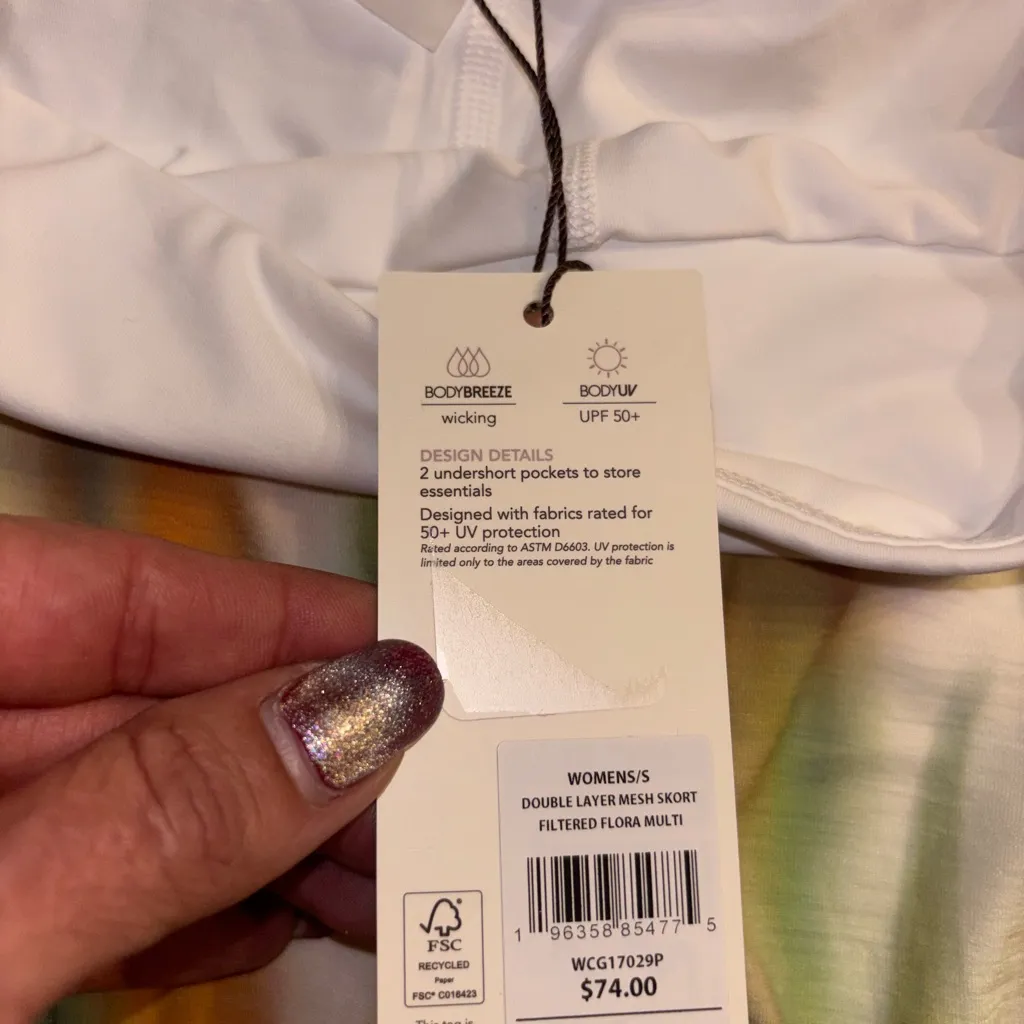 BODYBREEZE
wicking
BODYUV
UPF 50+
DESIGN DETAILS
2 undershort pockets to store
essentials
Designed with fabrics rated for
50+ UV protection
Rated according to ASTM D6603. UV protection is
limited only to the areas covered by the fabric
WOMENS/S
DOUBLE LAYER MESH SKORT
FILTERED FLORA MULTI
1 96358 85477 5
WCG17029P
$74.00
FSC
RECYCLED
Paper
FSC® C016423
This tag is